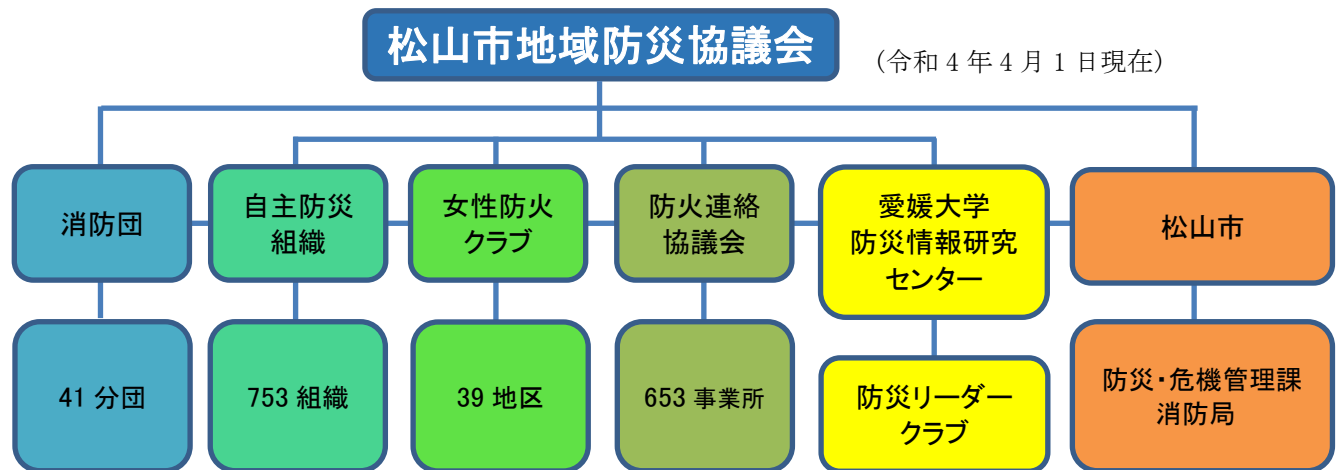 松山市地域防災協議会
(令和4年4月1日現在)
消防団
自主防災
組織
女性防火
クラブ
防火連絡
協議会
愛媛大学
防災情報研究
センター
松山市
41 分団
753 組織
39 地区
653 事業所
防災リーダー
クラブ
防災・危機管理課
消防局